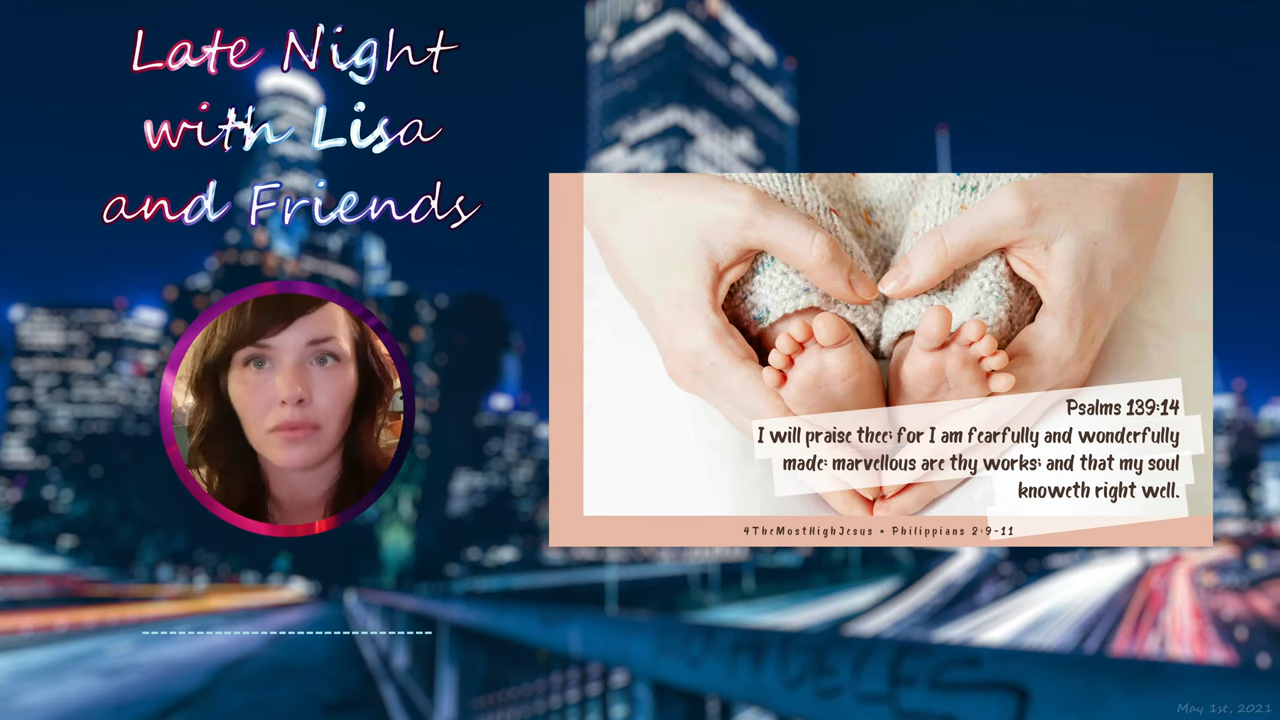 Late Night
with Lisa
and Friends
Psalms 139:14
I will praise thee; for I am fearfully and wonderfully
made: marvellous are thy works; and that my soul
knoweth right well.
4TheMostHighJesus • Philippians 2:9-11
May 1st, 2021